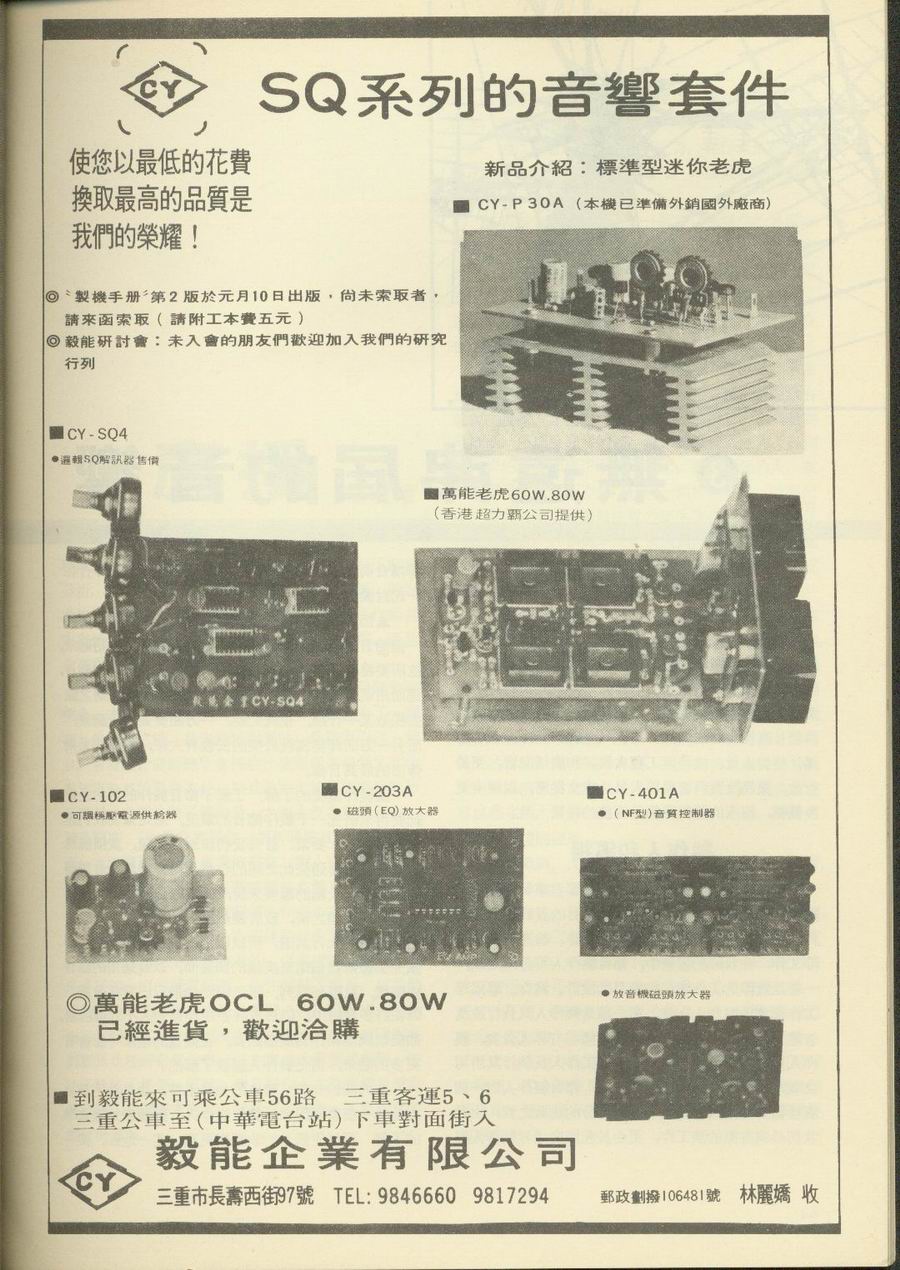 CY
SQ系列的音響套件
使您以最低的花費
換取最高的品質是
我們的榮耀！
新品介紹：標準型迷你老虎
■ CY-P30A（本機已準備外銷國外廠商）
◎〝製機手册〞第2版於元月10日出版，尚未索取者，
請來函索取（請附工本費五元）
◎毅能研討會：未入會的朋友們歡迎加入我們的研究
行列
■CY-SQ4
●邏輯SQ解訊器售價
■萬能老虎60W.80W
（香港超力霸公司提供）
毅能企業CY-SQ4
■CY-102
●可調穩壓電源供給器
■CY-203A
●磁頭(EQ)放大器
■CY-401A
●（NF型)音質控制器
◎萬能老虎OCL 60W.80W
已經進貨，歡迎洽購
●放音機磁頭放大器
■到毅能來可乘公車56路 三重客運5、6
三重公車至(中華電台站)下車對面街入
毅能企業有限公司
CY
三重市長壽西街97號 TEL: 9846660 9817294 郵政劃撥106481號 林麗嬌 收